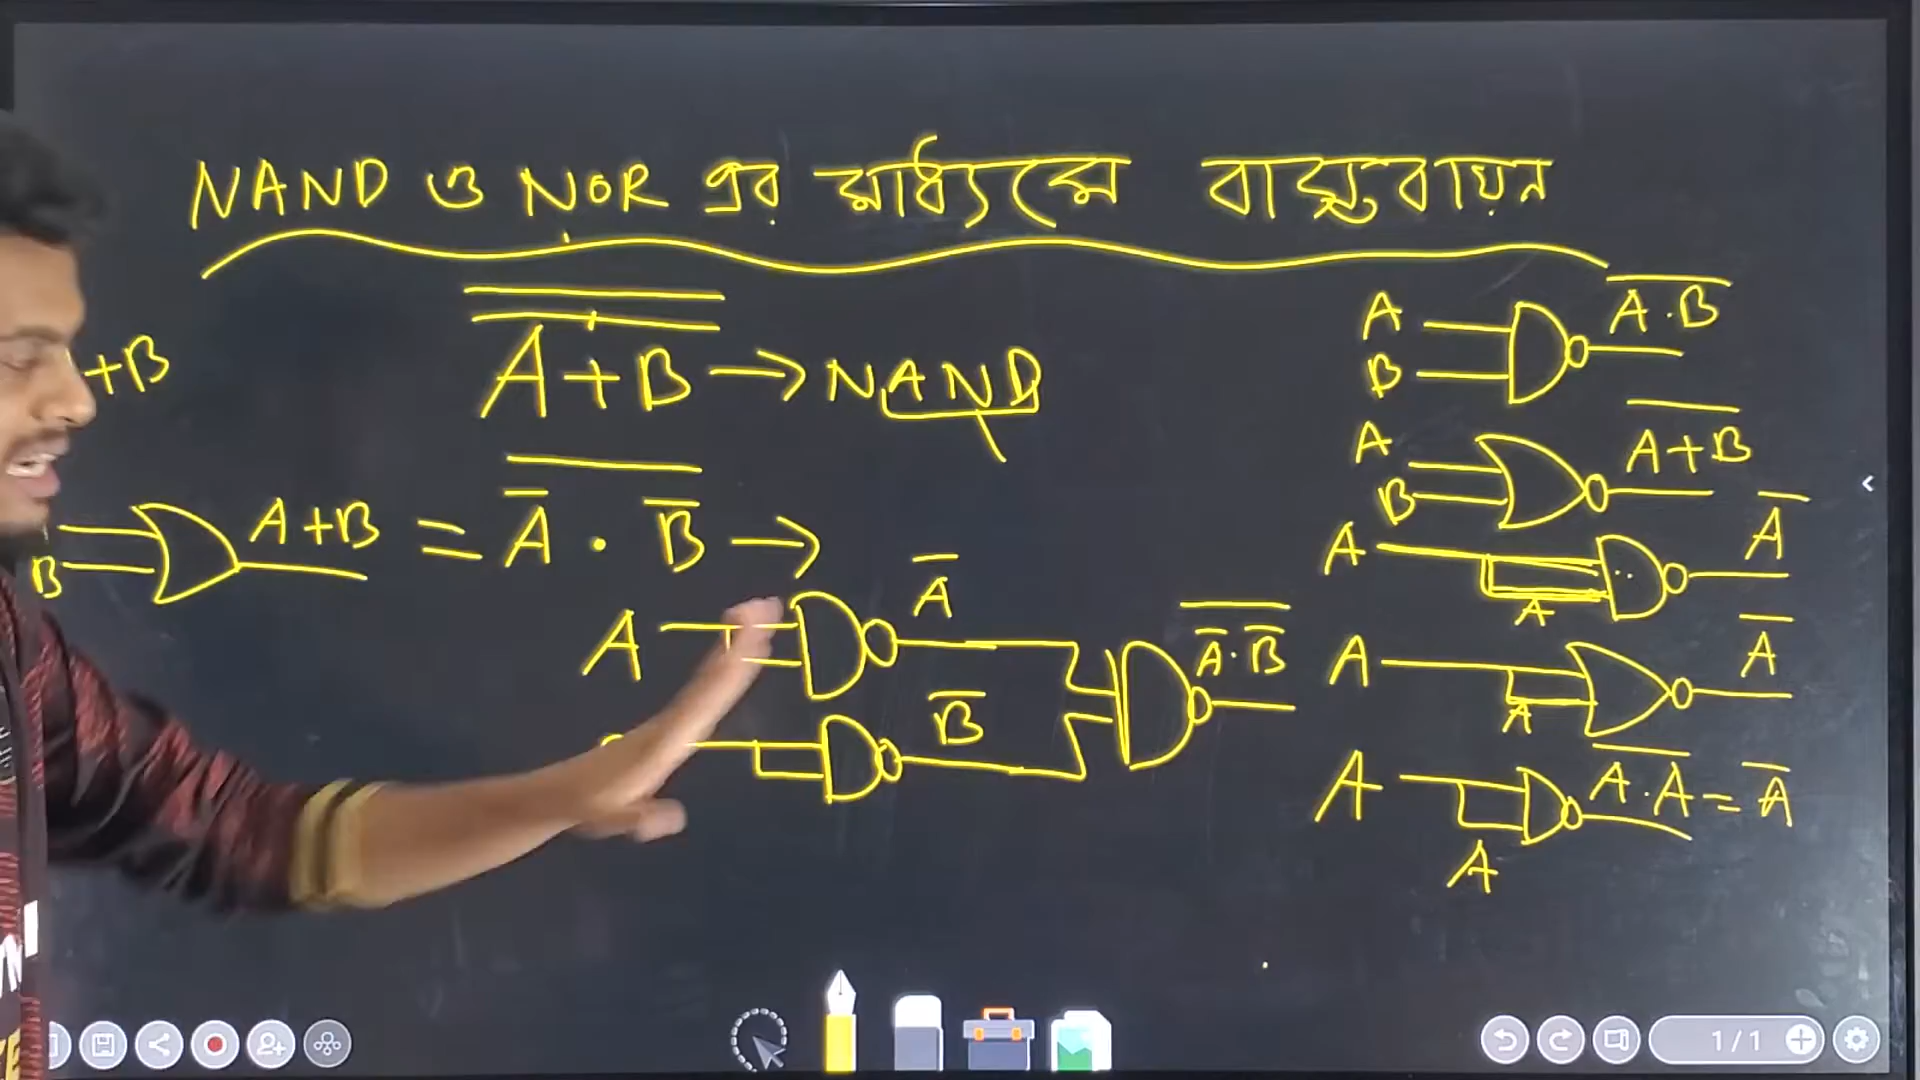 NAND ও NOR এর মাধ্যমে বাস্তবায়ন
A̅̅ ̅+̅ ̅B̅̅ → NAND
+B
B
A+B
= A̅ · B̅ →
A
A̅
B̅
A̅·B̅
A
B
A·B
A
B
A+B
A
A
A̅
A
A
A̅
A
A
A·A = A̅
1/1